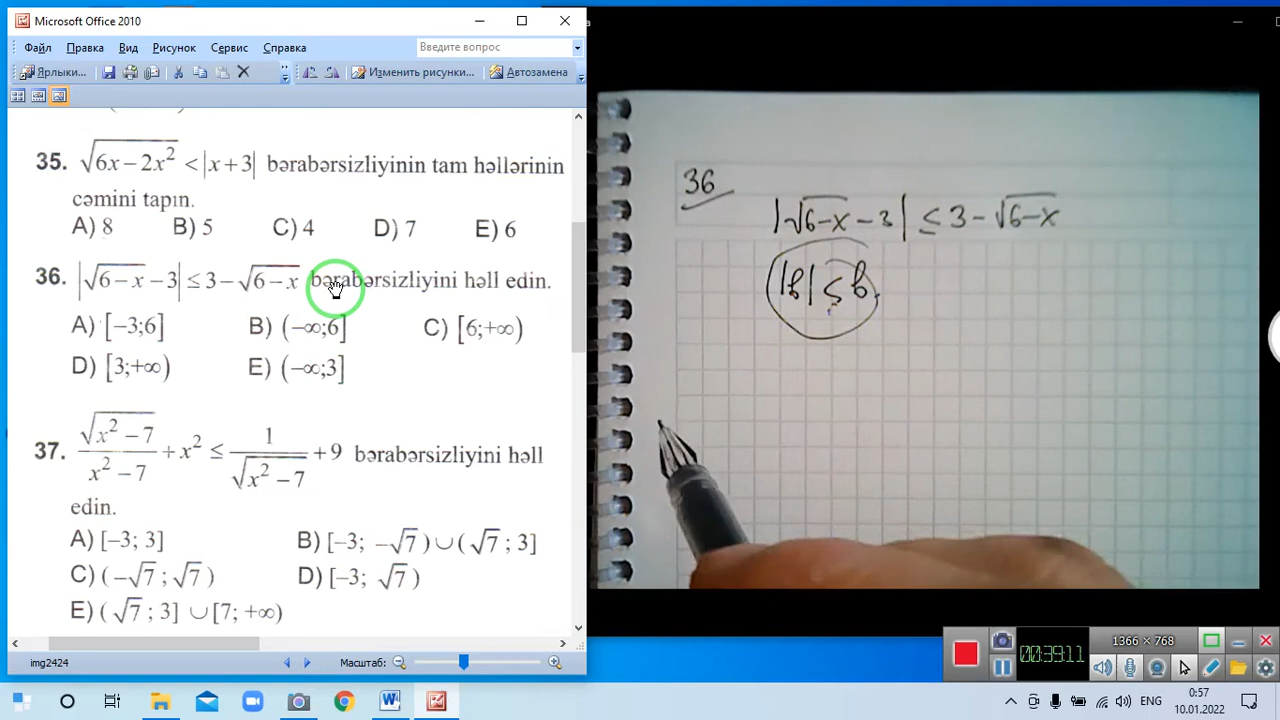 Microsoft Office 2010
Файл Правка Вид Рисунок Сервис Справка Введите вопрос
Ярлыки... Изменить рисунки... Автозамена
35. √(6x − 2x²) < |x + 3| bərabərsizliyinin tam həllərinin
cəmini tapın.
A) 8 B) 5 C) 4 D) 7 E) 6
36. |√(6 − x) − 3| ≤ 3 − √(6 − x) bərabərsizliyini həll edin.
A) [−3;6] B) (−∞;6] C) [6;+∞)
D) [3;+∞) E) (−∞;3]
37. √(x² − 7)/(x² − 7) + x² ≤ 1/√(x² − 7) + 9 bərabərsizliyini həll
edin.
A) [−3; 3] B) [−3; −√7) ∪ (√7; 3]
C) (−√7; √7) D) [−3; √7)
E) (√7; 3] ∪ [7; +∞)
img2424 Масштаб:
36
|√(6−x) − 3| ≤ 3 − √(6−x)
|b| ≤ b
1366 × 768
00:39:11
W
ENG
0:57
10.01.2022